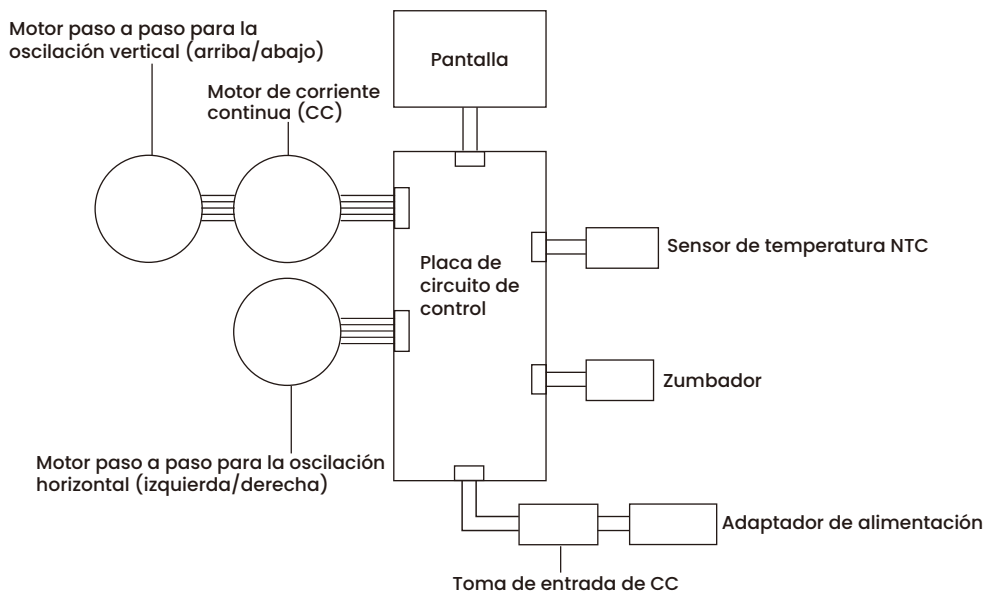 Motor paso a paso para la
oscilación vertical (arriba/abajo)
Pantalla
Motor de corriente
continua (CC)
Placa de
circuito de
control
Sensor de temperatura NTC
Zumbador
Motor paso a paso para la oscilación
horizontal (izquierda/derecha)
Adaptador de alimentación
Toma de entrada de CC